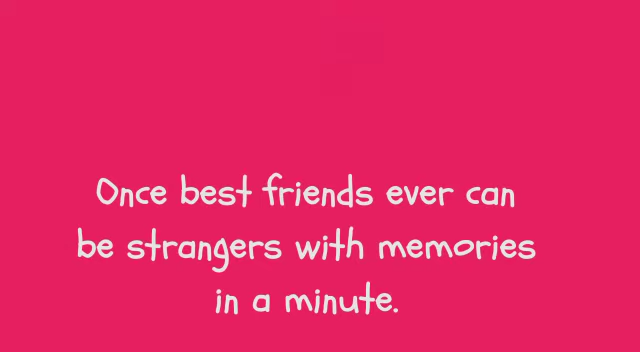 Once best friends ever can
be strangers with memories
in a minute.